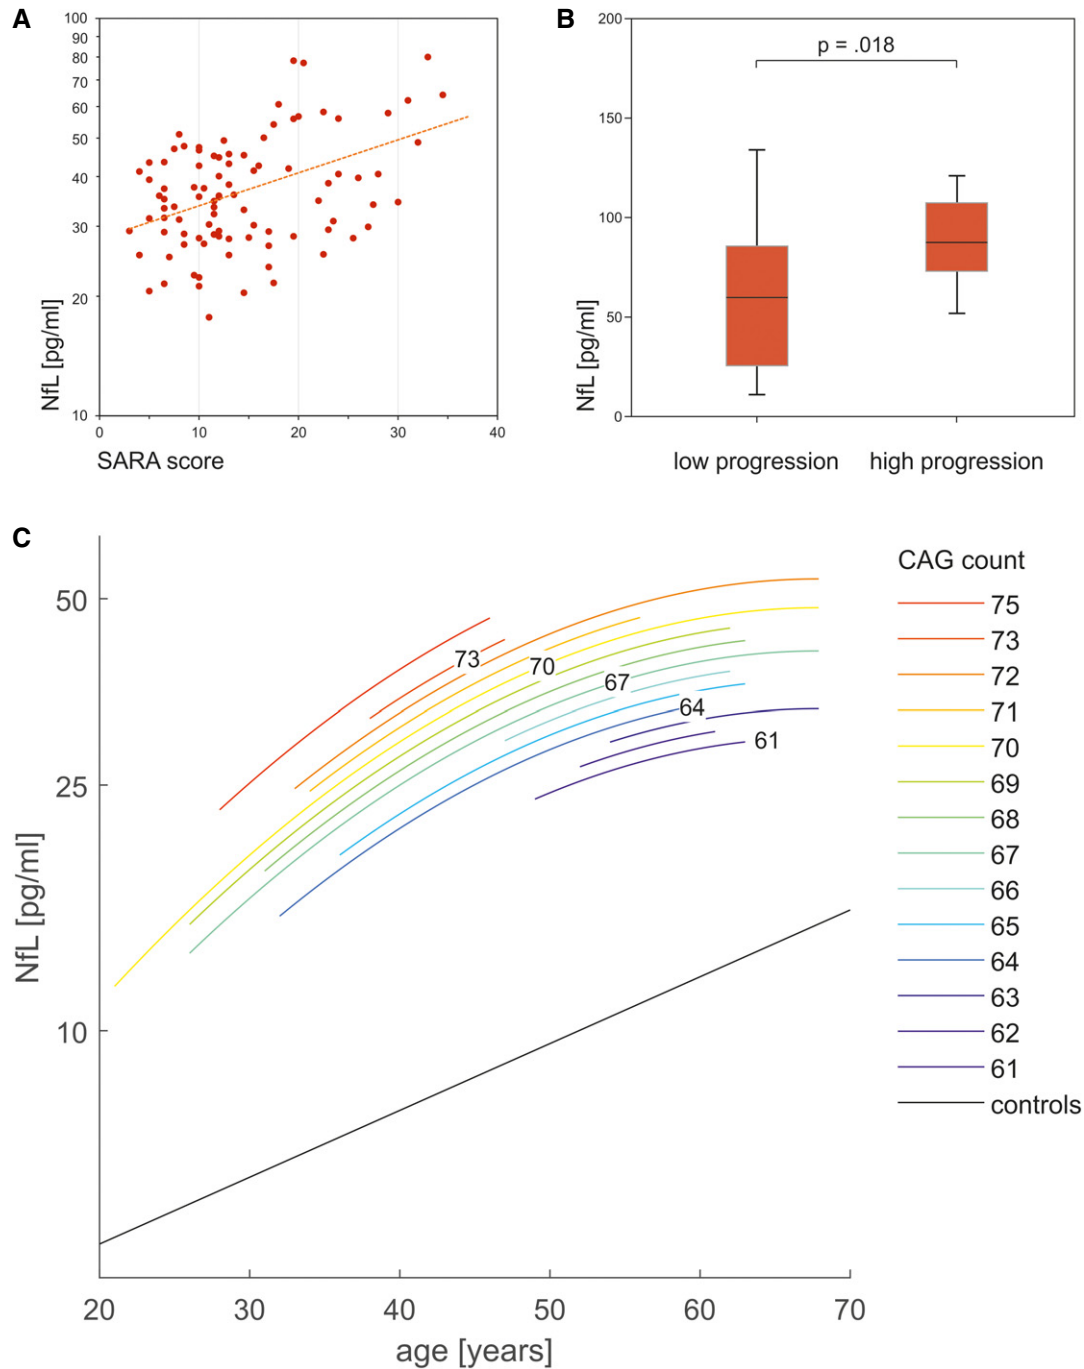 A
100
90
80
70
60
50
40
30
20
10
NfL [pg/ml]
0 10 20 30 40
SARA score
B
200
150
100
50
0
NfL [pg/ml]
p = .018
low progression high progression
C
50
25
10
NfL [pg/ml]
73
70
67
64
61
20 30 40 50 60 70
age [years]
CAG count
75
73
72
71
70
69
68
67
66
65
64
63
62
61
controls